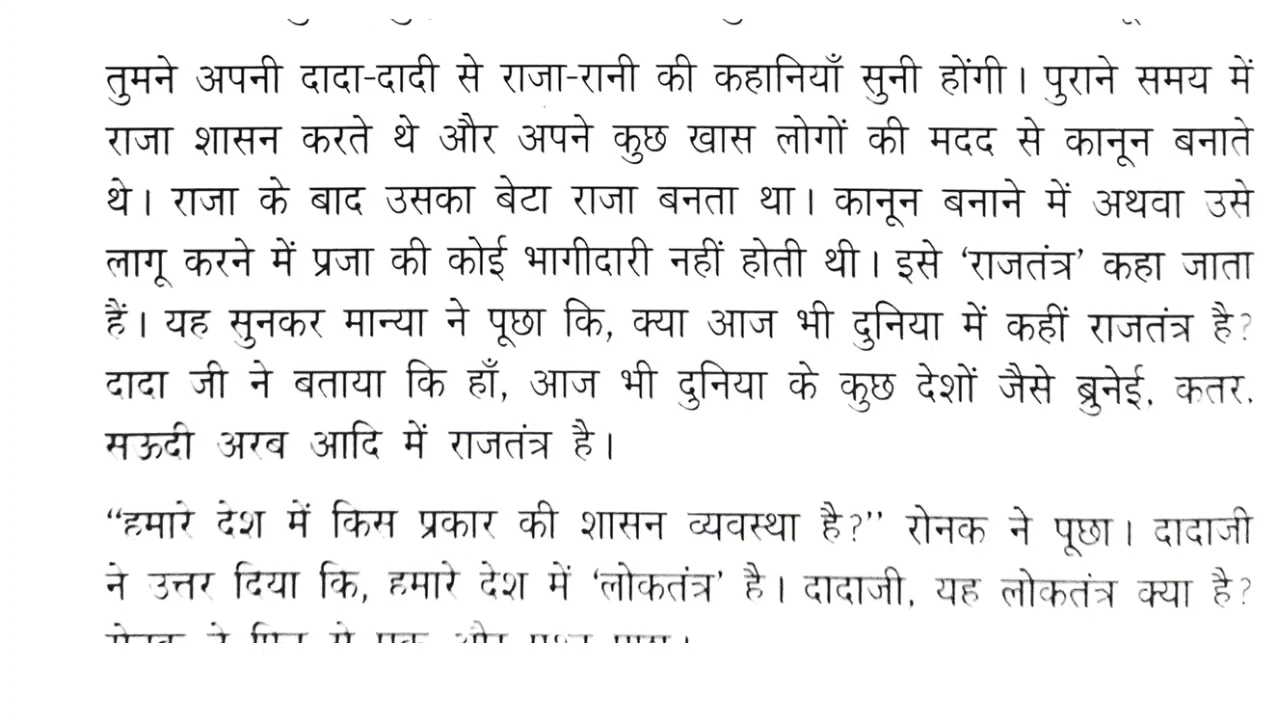 तुमने अपनी दादा-दादी से राजा-रानी की कहानियाँ सुनी होंगी। पुराने समय में
राजा शासन करते थे और अपने कुछ खास लोगों की मदद से कानून बनाते
थे। राजा के बाद उसका बेटा राजा बनता था। कानून बनाने में अथवा उसे
लागू करने में प्रजा की कोई भागीदारी नहीं होती थी। इसे ‘राजतंत्र’ कहा जाता
हैं। यह सुनकर मान्या ने पूछा कि, क्या आज भी दुनिया में कहीं राजतंत्र है?
दादा जी ने बताया कि हाँ, आज भी दुनिया के कुछ देशों जैसे ब्रुनेई, कतर,
सऊदी अरब आदि में राजतंत्र है।
“हमारे देश में किस प्रकार की शासन व्यवस्था है?” रोनक ने पूछा। दादाजी
ने उत्तर दिया कि, हमारे देश में ‘लोकतंत्र’ है। दादाजी, यह लोकतंत्र क्या है?